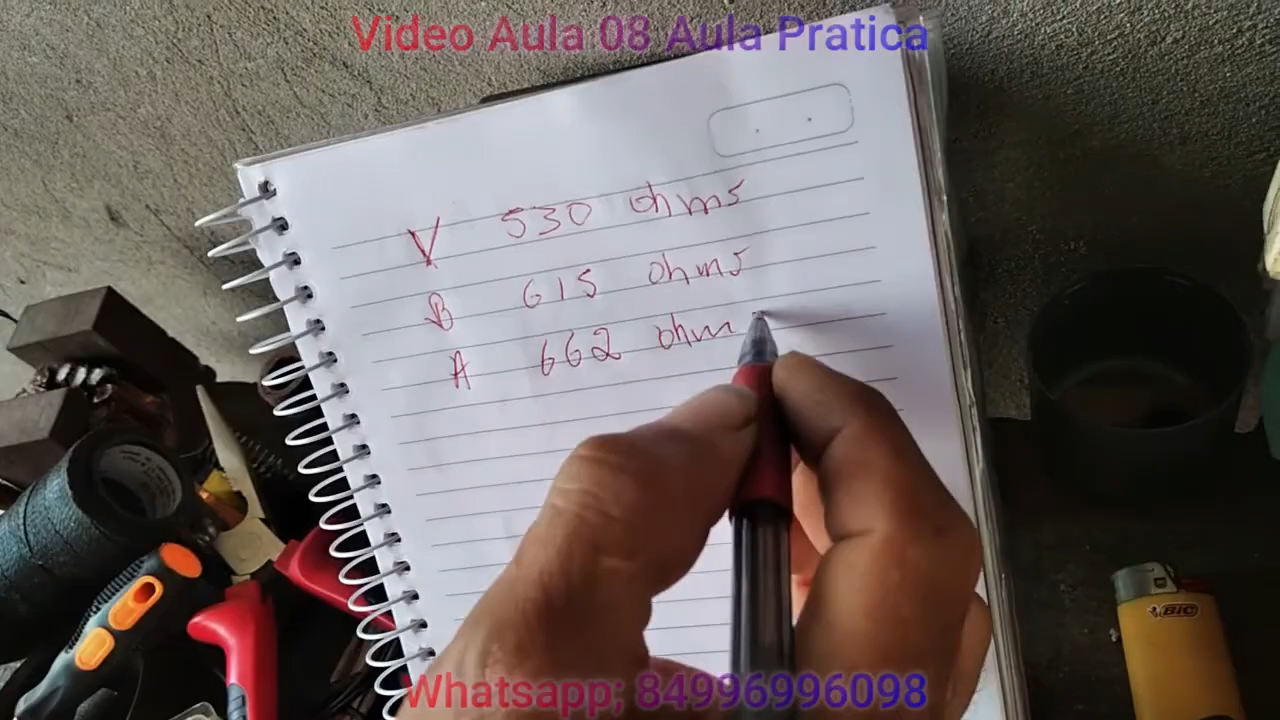 Video Aula 08 Aula Pratica
V 530 ohms
B 615 ohms
A 662 ohm
BIC
Whatsapp; 84996996098